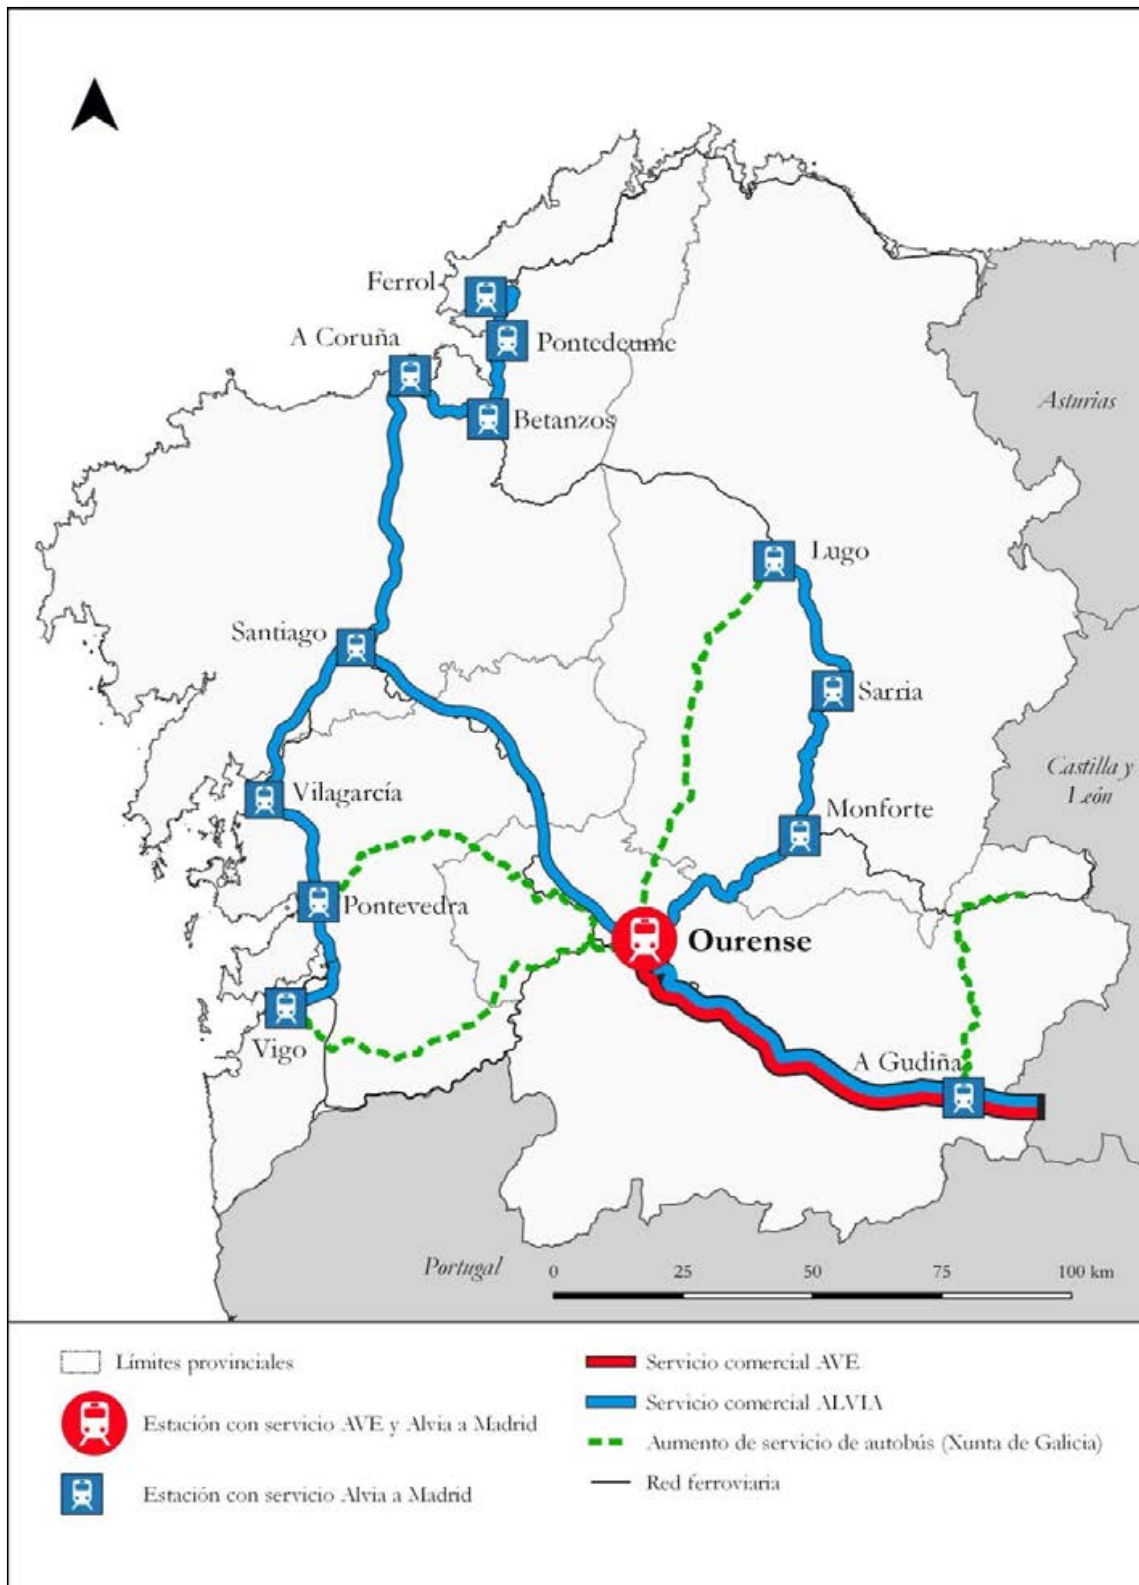 Ferrol
A Coruña
Pontedeume
Asturias
Betanzos
Lugo
Santiago
Sarria
Castilla y
León
Vilagarcía
Monforte
Pontevedra
Ourense
Vigo
A Gudiña
Portugal
0 25 50 75 100 km
Límites provinciales
Servicio comercial AVE
Estación con servicio AVE y Alvia a Madrid
Servicio comercial ALVIA
Aumento de servicio de autobús (Xunta de Galicia)
Estación con servicio Alvia a Madrid
Red ferroviaria